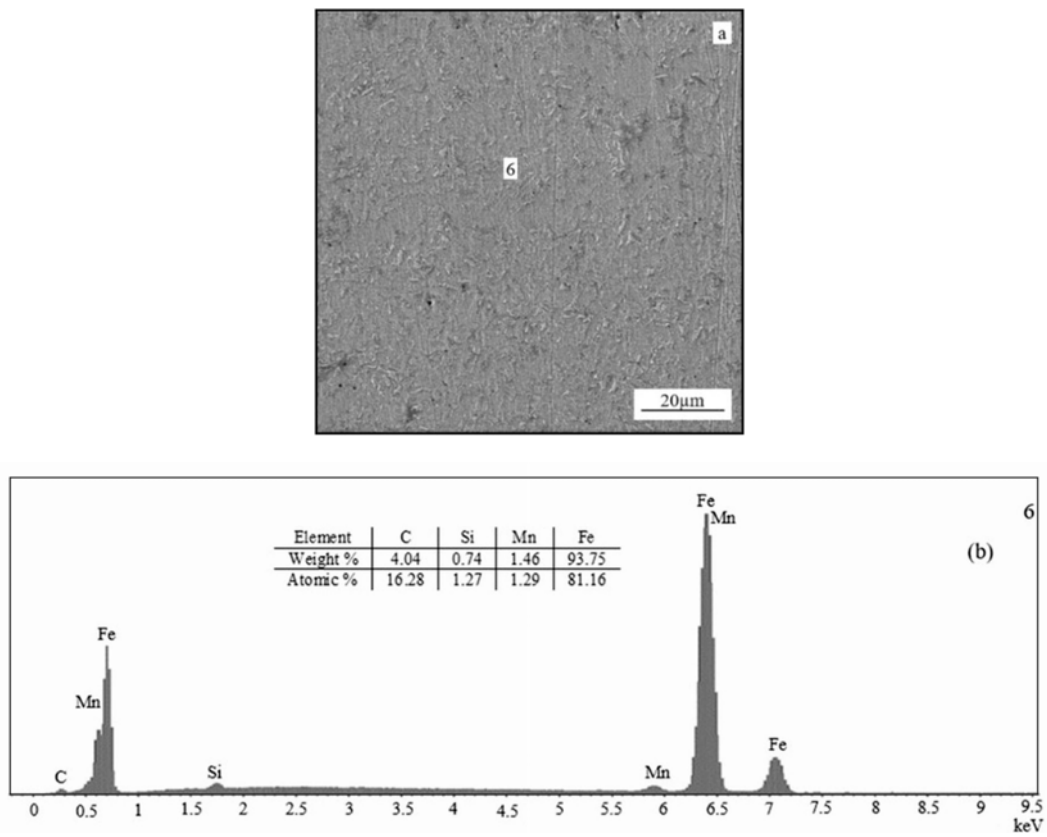 a
6
20µm
6
(b)
Element C Si Mn Fe
Weight % 4.04 0.74 1.46 93.75
Atomic % 16.28 1.27 1.29 81.16
Fe
Mn
Fe
Mn
C
Si
Mn
Fe
0 0.5 1 1.5 2 2.5 3 3.5 4 4.5 5 5.5 6 6.5 7 7.5 8 8.5 9 9.5
keV